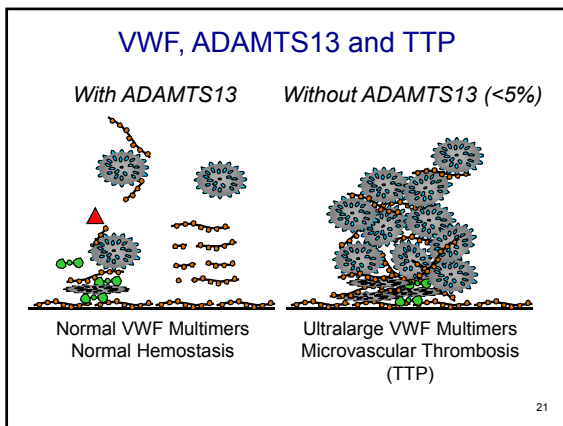 VWF, ADAMTS13 and TTP
With ADAMTS13
Without ADAMTS13 (<5%)
Normal VWF Multimers
Normal Hemostasis
Ultralarge VWF Multimers
Microvascular Thrombosis
(TTP)
21